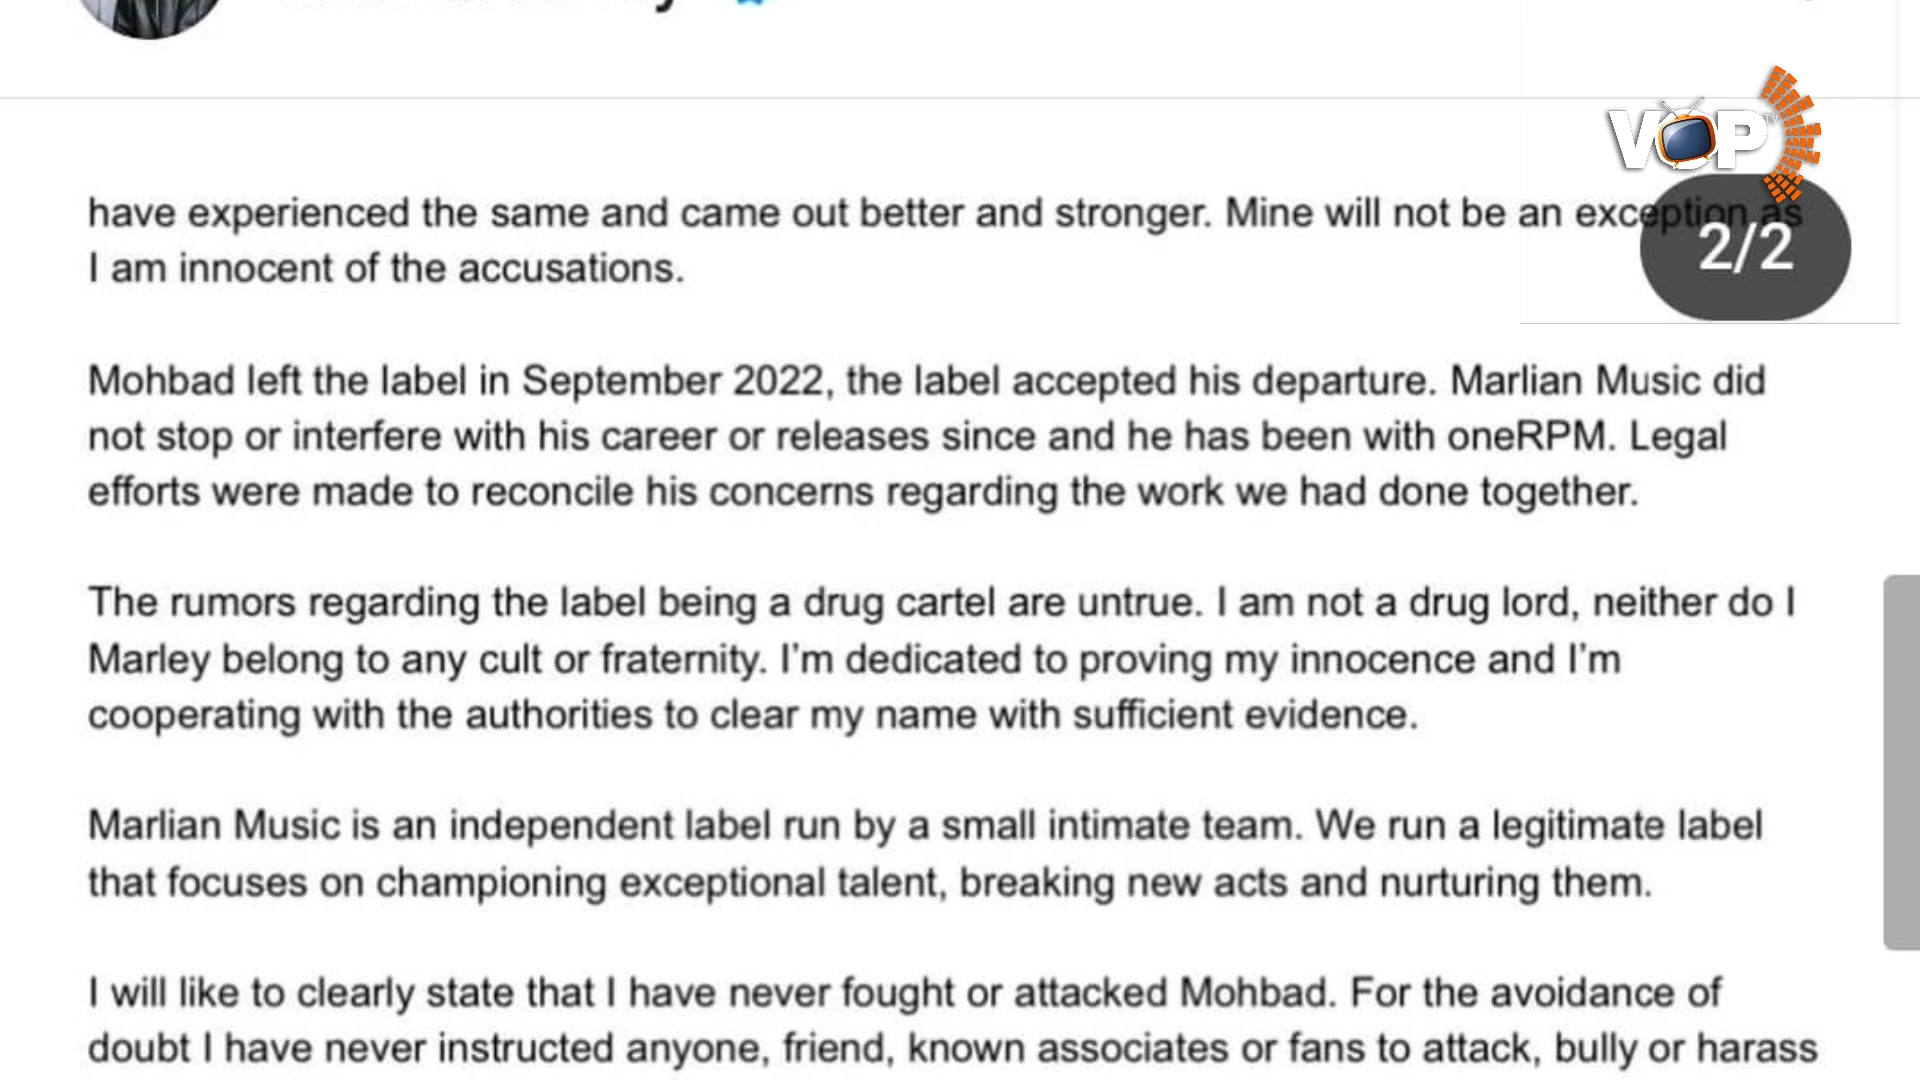 VOP
TV
have experienced the same and came out better and stronger. Mine will not be an exception as
2/2
I am innocent of the accusations.
Mohbad left the label in September 2022, the label accepted his departure. Marlian Music did
not stop or interfere with his career or releases since and he has been with oneRPM. Legal
efforts were made to reconcile his concerns regarding the work we had done together.
The rumors regarding the label being a drug cartel are untrue. I am not a drug lord, neither do I
Marley belong to any cult or fraternity. I’m dedicated to proving my innocence and I’m
cooperating with the authorities to clear my name with sufficient evidence.
Marlian Music is an independent label run by a small intimate team. We run a legitimate label
that focuses on championing exceptional talent, breaking new acts and nurturing them.
I will like to clearly state that I have never fought or attacked Mohbad. For the avoidance of
doubt I have never instructed anyone, friend, known associates or fans to attack, bully or harass